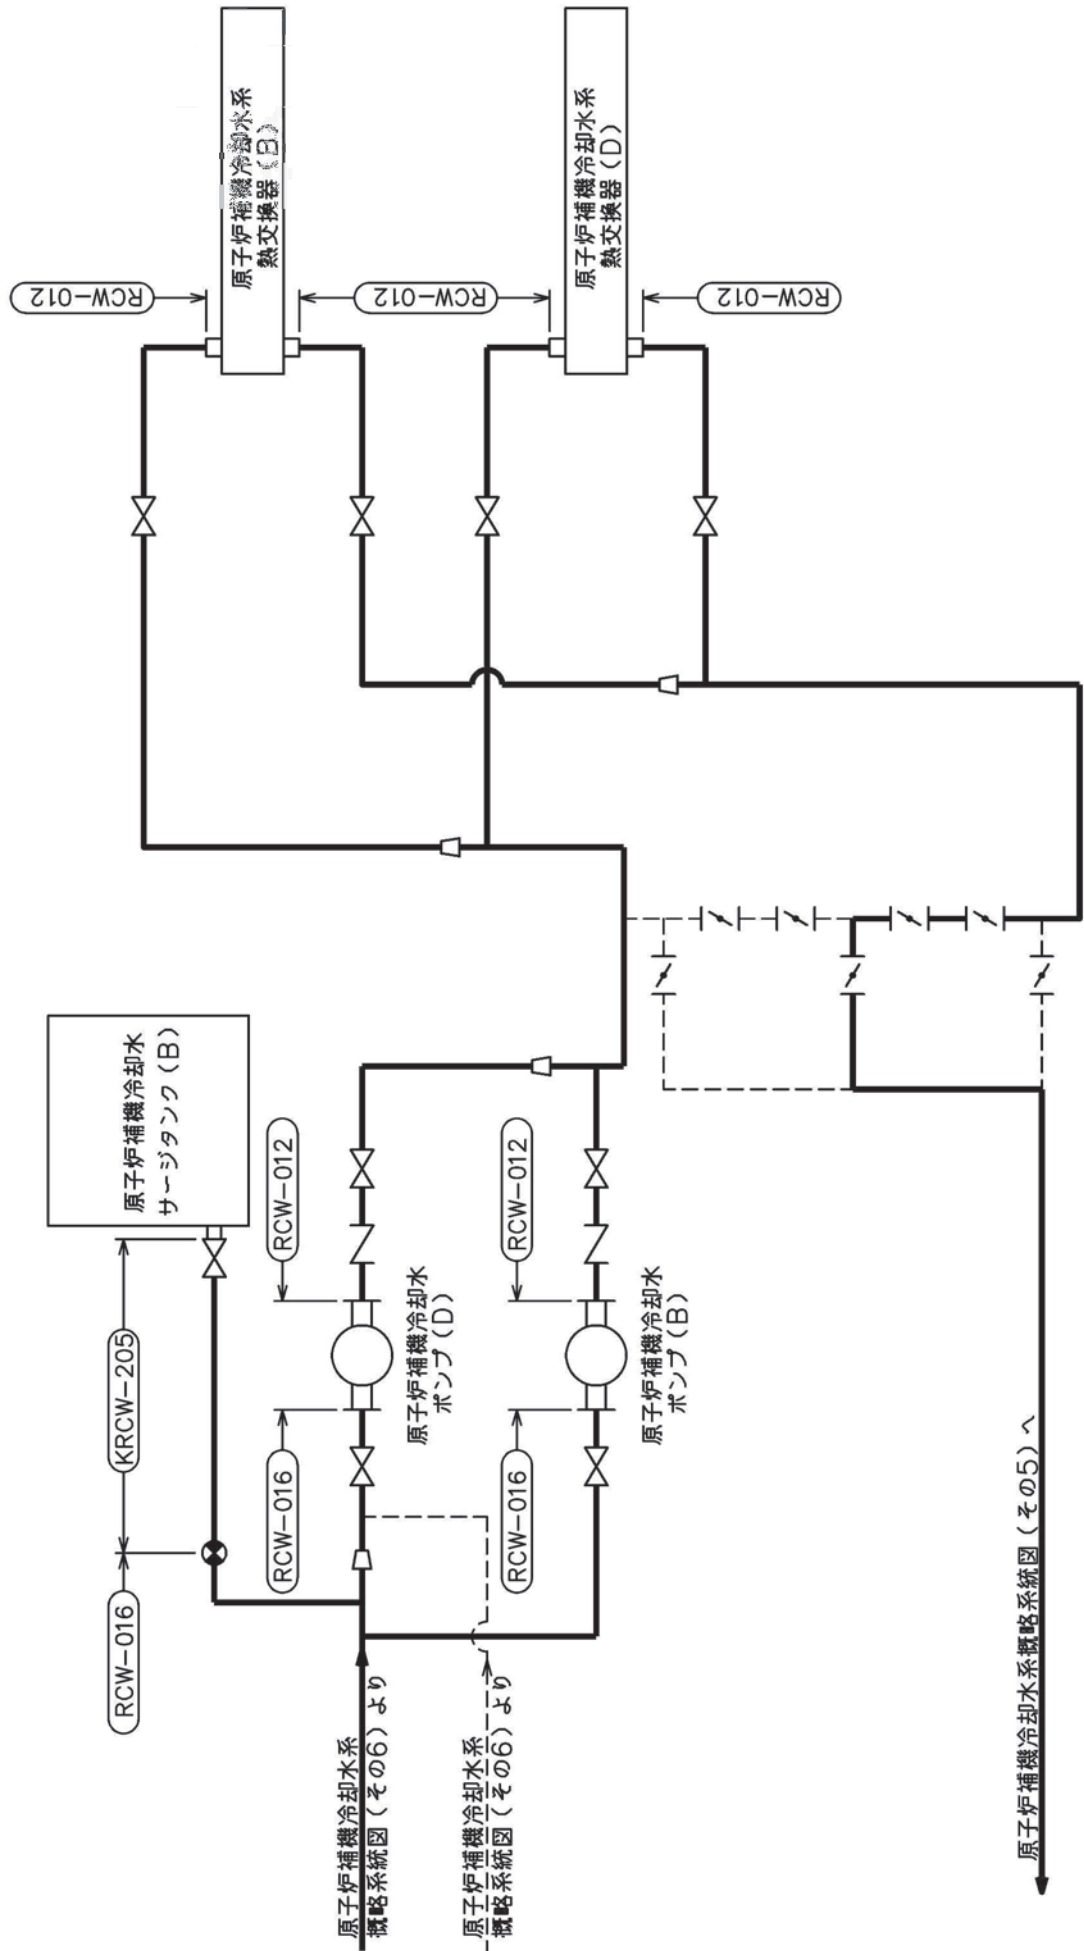 原子炉補機冷却水系
熱交換器（B）
原子炉補機冷却水系
熱交換器（D）
RCW-012
RCW-012
RCW-012
原子炉補機冷却水
サージタンク（B）
KRCW-205
RCW-016
RCW-012
RCW-016
原子炉補機冷却水
ポンプ（D）
RCW-012
RCW-016
原子炉補機冷却水
ポンプ（B）
原子炉補機冷却水系
概略系統図（その6）より
原子炉補機冷却水系
概略系統図（その6）より
原子炉補機冷却水系概略系統図（その5）へ